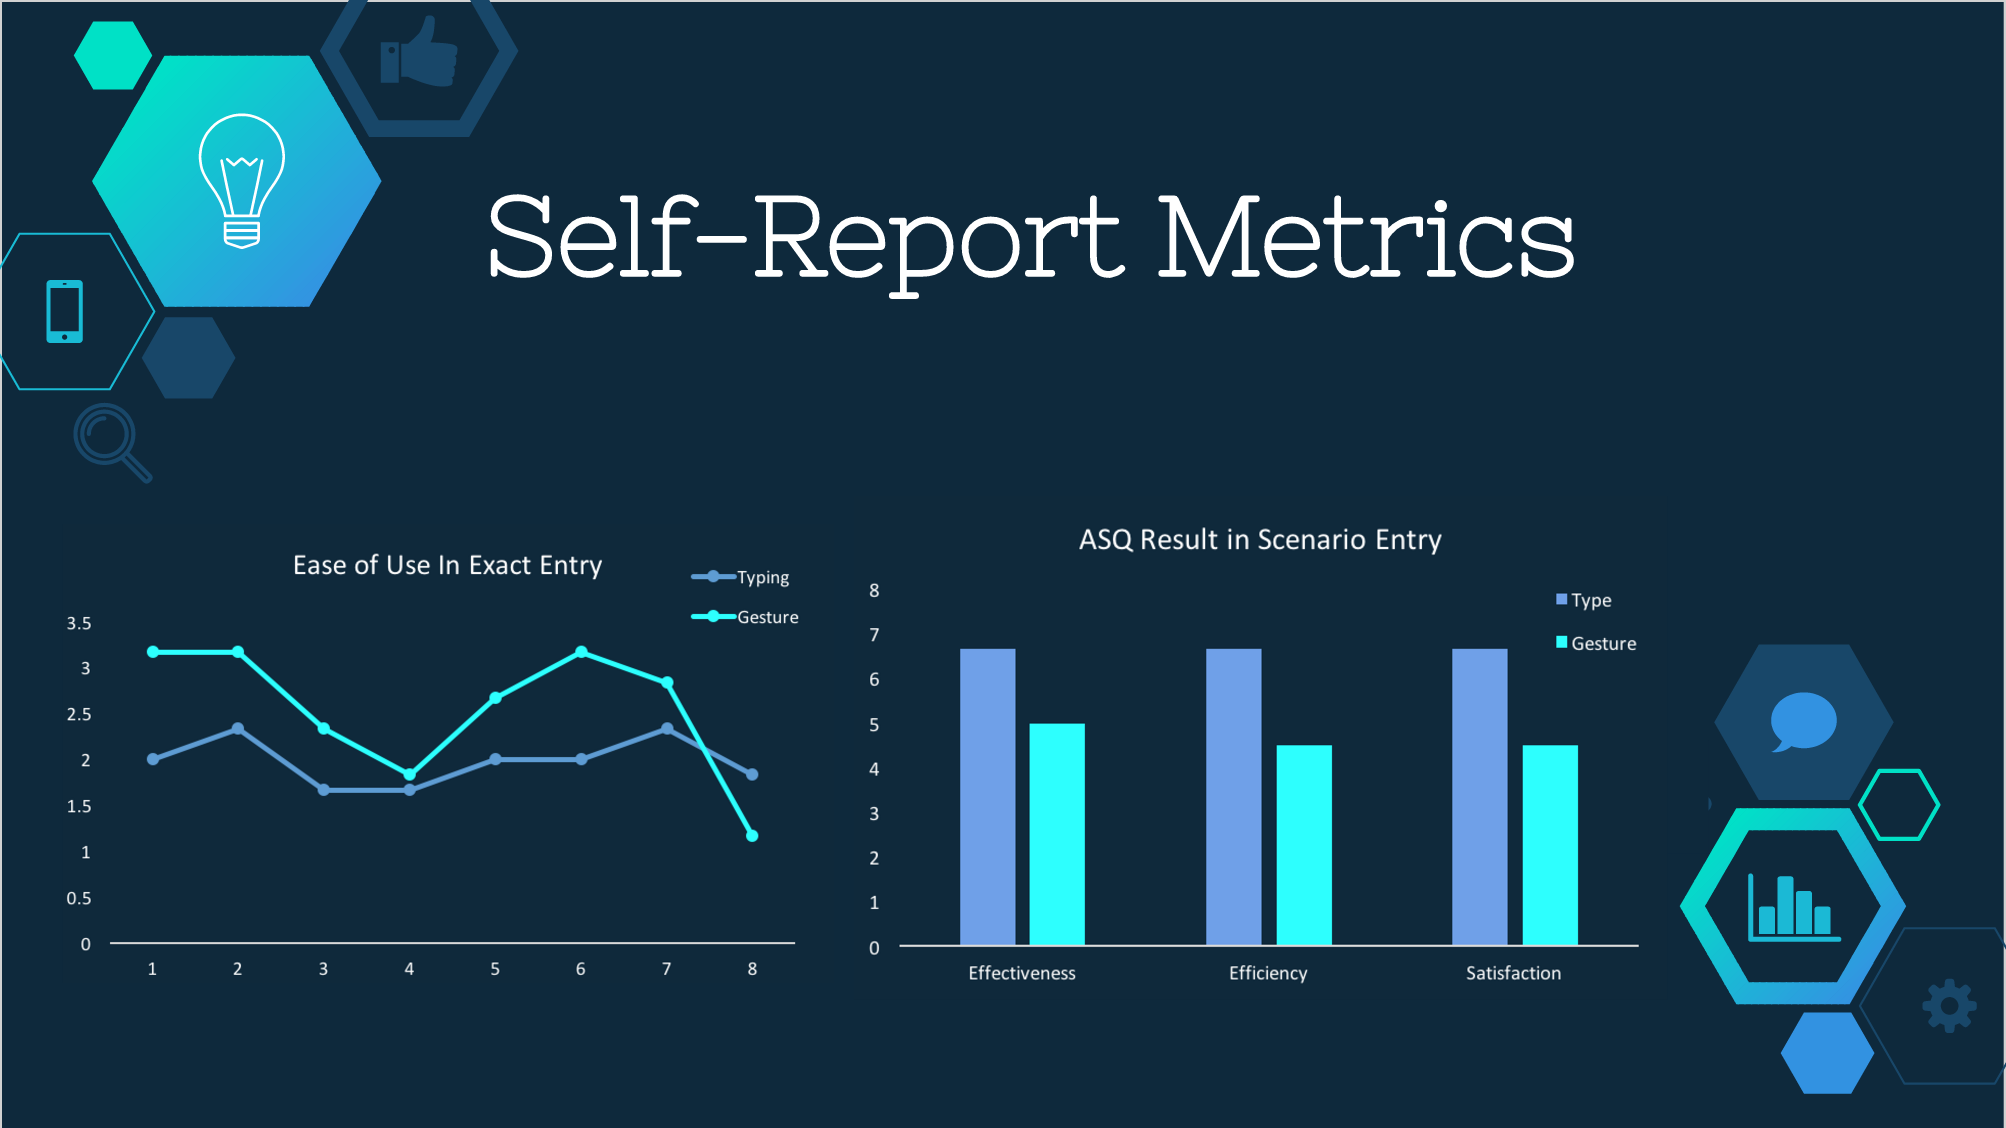 Self-Report Metrics
Ease of Use In Exact Entry
Typing
Gesture
3.5
3
2.5
2
1.5
1
0.5
0
1 2 3 4 5 6 7 8
ASQ Result in Scenario Entry
Type
Gesture
8
7
6
5
4
3
2
1
0
Effectiveness Efficiency Satisfaction